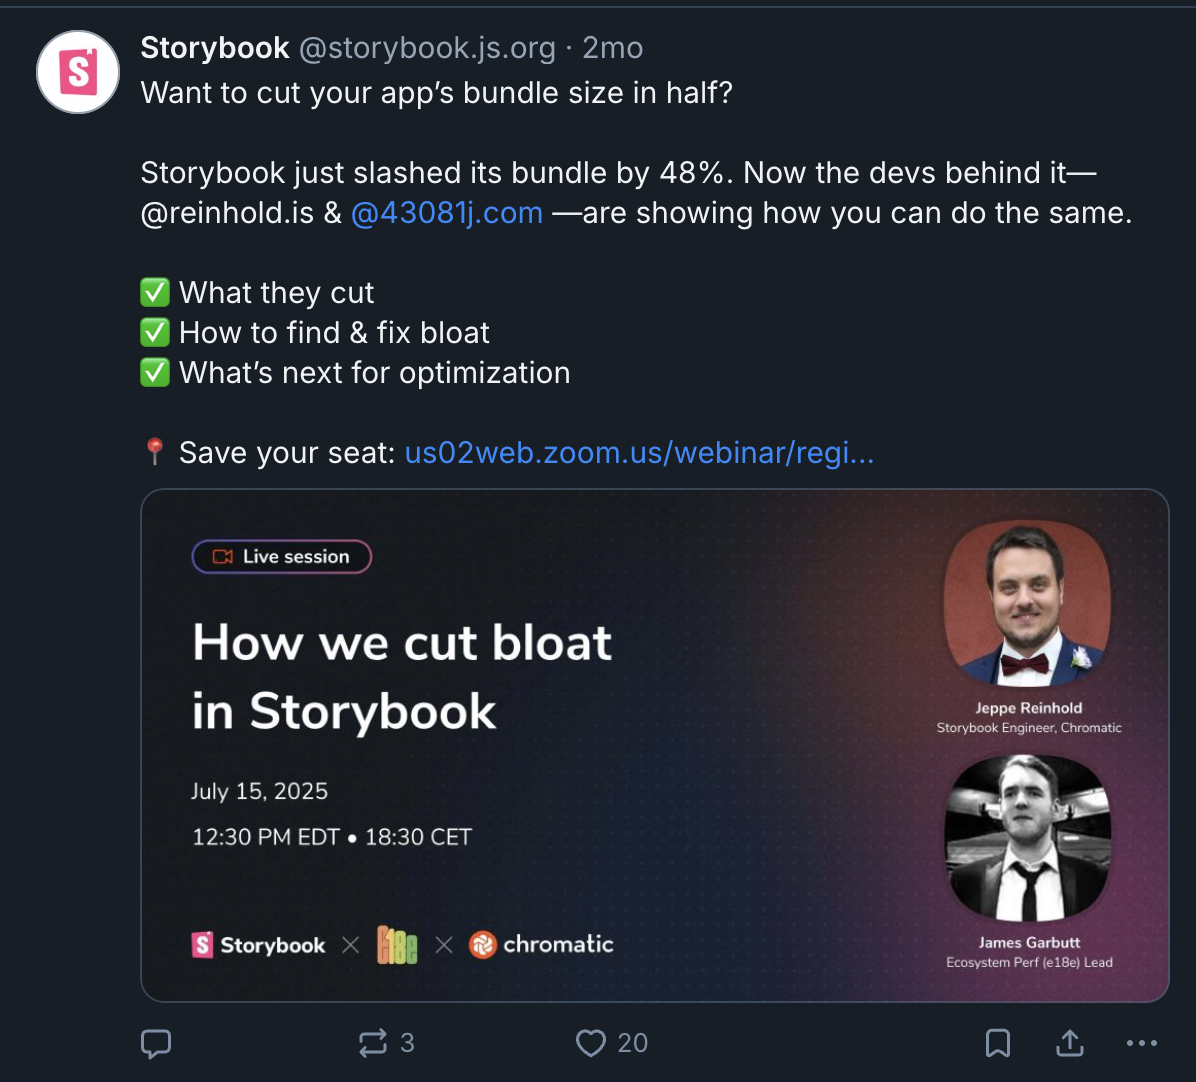 Storybook @storybook.js.org · 2mo
Want to cut your app’s bundle size in half?
Storybook just slashed its bundle by 48%. Now the devs behind it—
@reinhold.is & @43081j.com —are showing how you can do the same.
✅ What they cut
✅ How to find & fix bloat
✅ What’s next for optimization
📍 Save your seat: us02web.zoom.us/webinar/regi...
Live session
How we cut bloat
in Storybook
July 15, 2025
12:30 PM EDT • 18:30 CET
Storybook × e18e × chromatic
Jeppe Reinhold
Storybook Engineer, Chromatic
James Garbutt
Ecosystem Perf (e18e) Lead
3
20